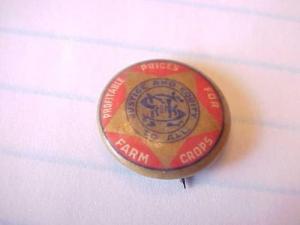 PROFITABLE PRICES FOR
FARM CROPS
JUSTICE AND EQUITY
TO ALL